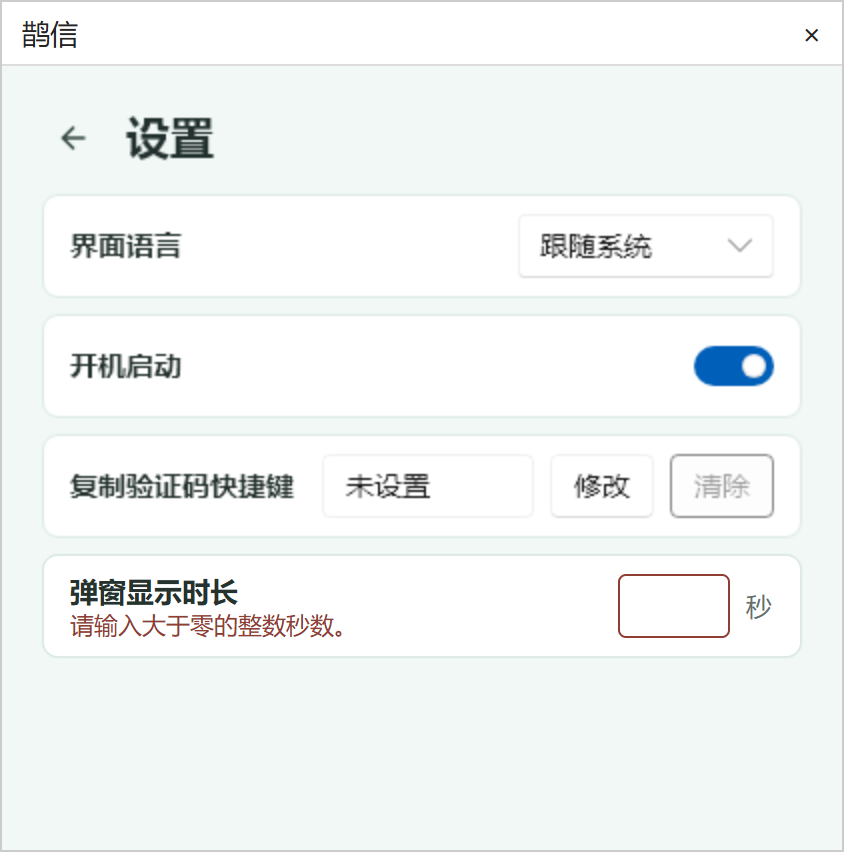 鹊信
设置
界面语言 跟随系统
开机启动
复制验证码快捷键 未设置 修改 清除
弹窗显示时长
请输入大于零的整数秒数。
秒